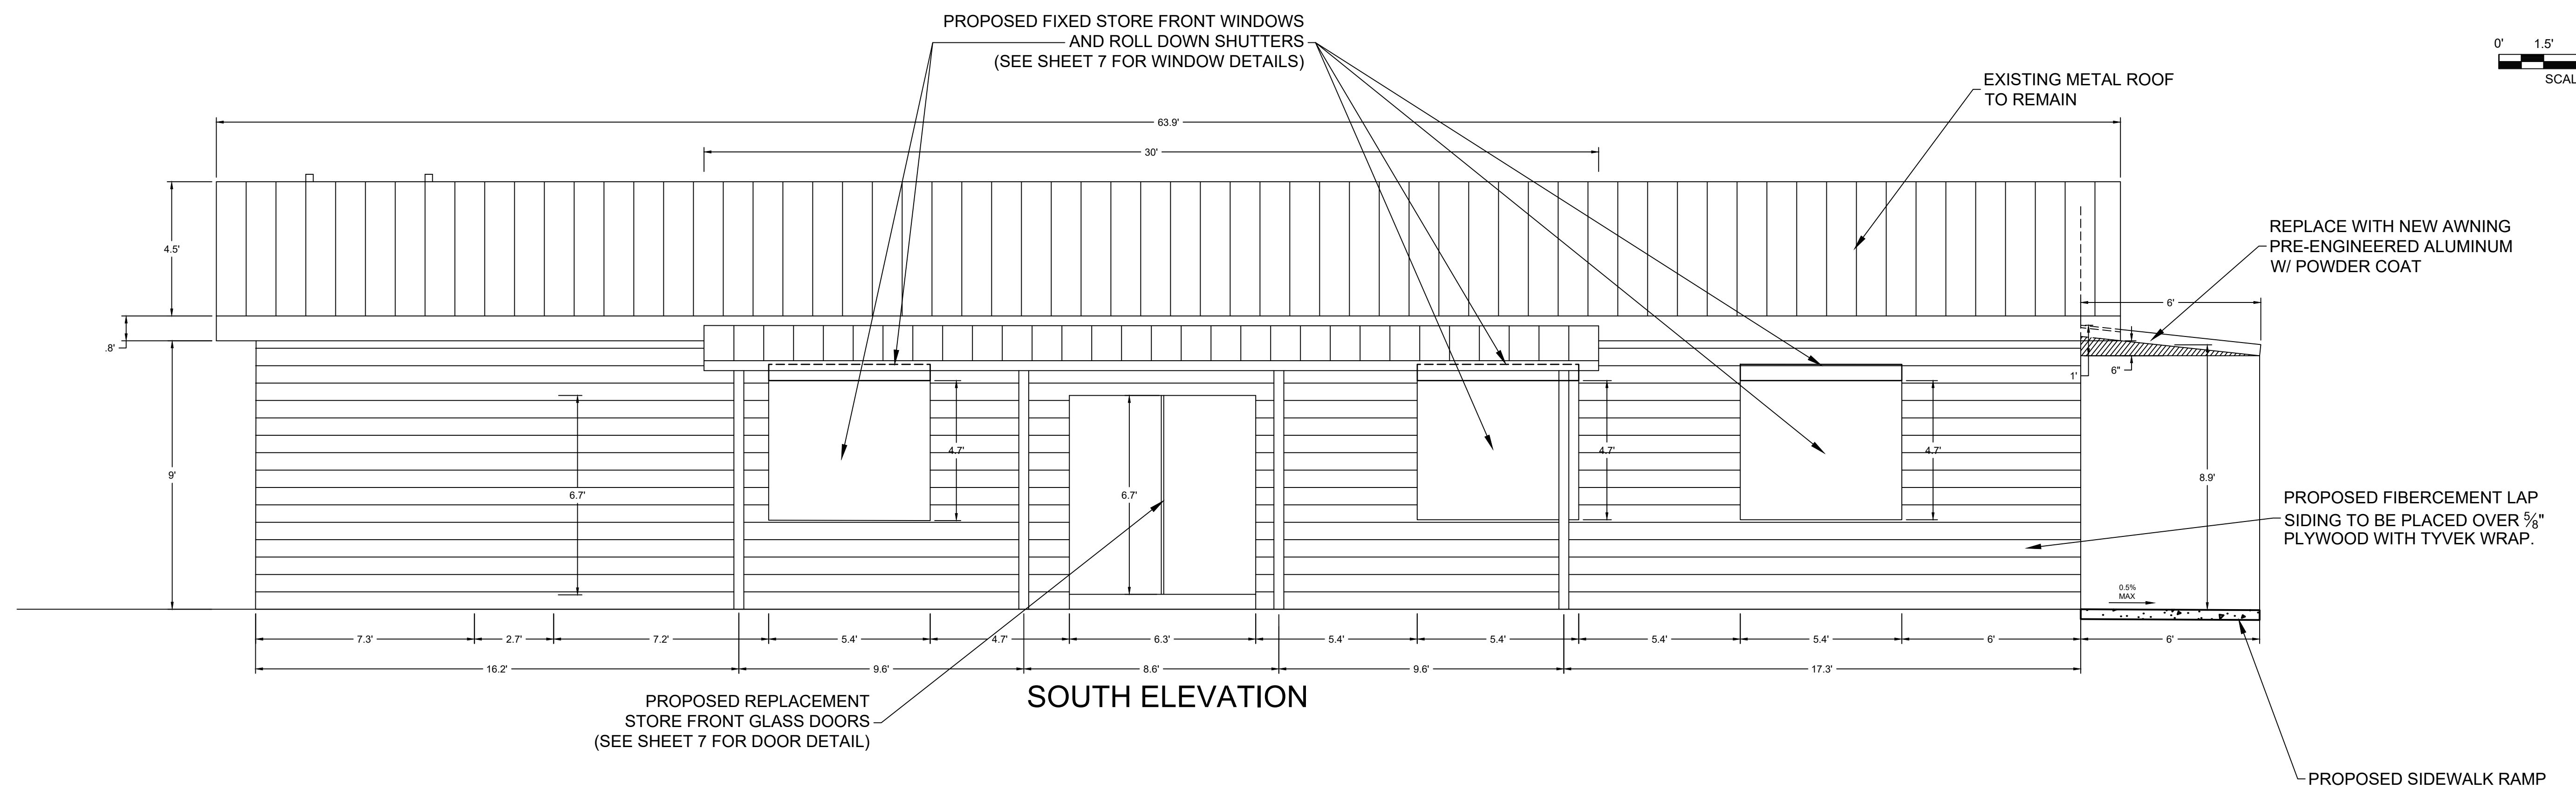 PROPOSED FIXED STORE FRONT WINDOWS
AND ROLL DOWN SHUTTERS
(SEE SHEET 7 FOR WINDOW DETAILS)
0' 1.5'
SCAL
EXISTING METAL ROOF
TO REMAIN
63.9'
30'
4.5'
REPLACE WITH NEW AWNING
PRE-ENGINEERED ALUMINUM
W/ POWDER COAT
6'
.8'
1'
6"
9'
6.7'
4.7'
6.7'
4.7'
4.7'
8.9'
PROPOSED FIBERCEMENT LAP
SIDING TO BE PLACED OVER 5/8"
PLYWOOD WITH TYVEK WRAP.
0.5%
MAX
7.3' 2.7' 7.2' 5.4' 4.7' 6.3' 5.4' 5.4' 5.4' 5.4' 6' 6'
16.2' 9.6' 8.6' 9.6' 17.3'
SOUTH ELEVATION
PROPOSED REPLACEMENT
STORE FRONT GLASS DOORS
(SEE SHEET 7 FOR DOOR DETAIL)
PROPOSED SIDEWALK RAMP